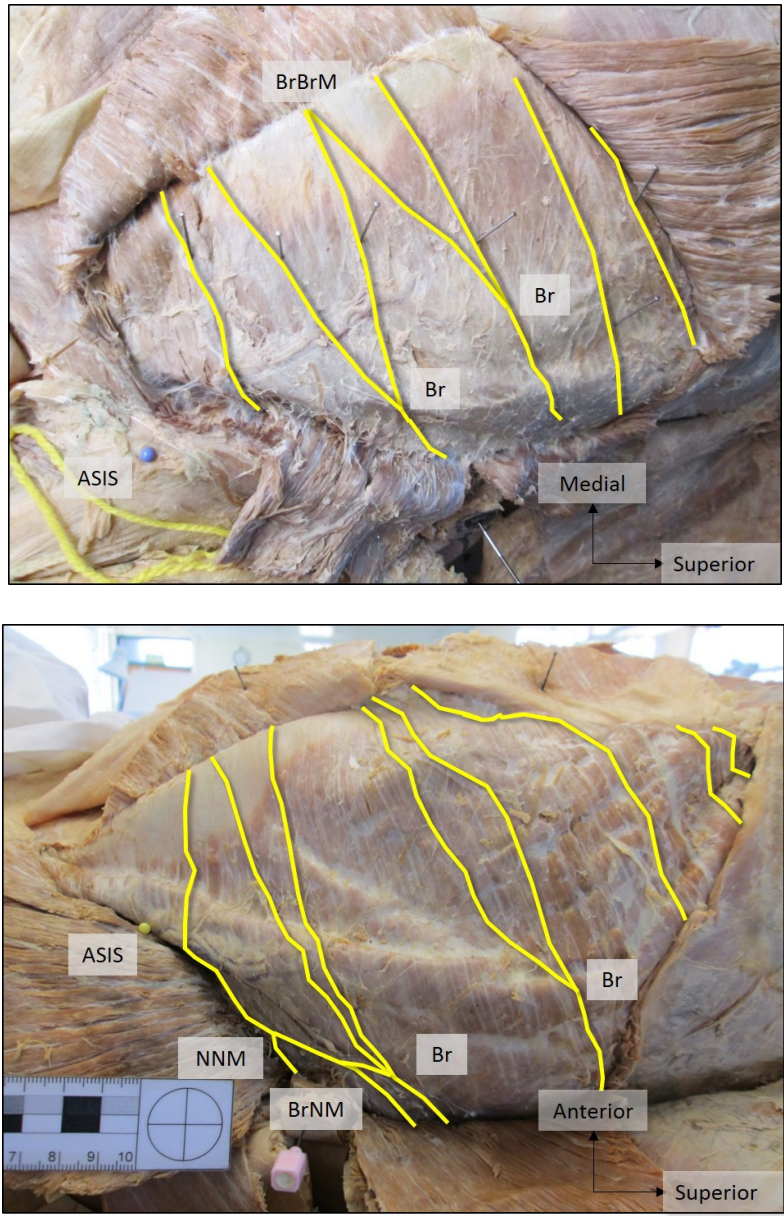 BrBrM
Br
Br
ASIS
Medial
Superior
ASIS
Br
Br
NNM
BrNM
Anterior
Superior
7 8 9 10